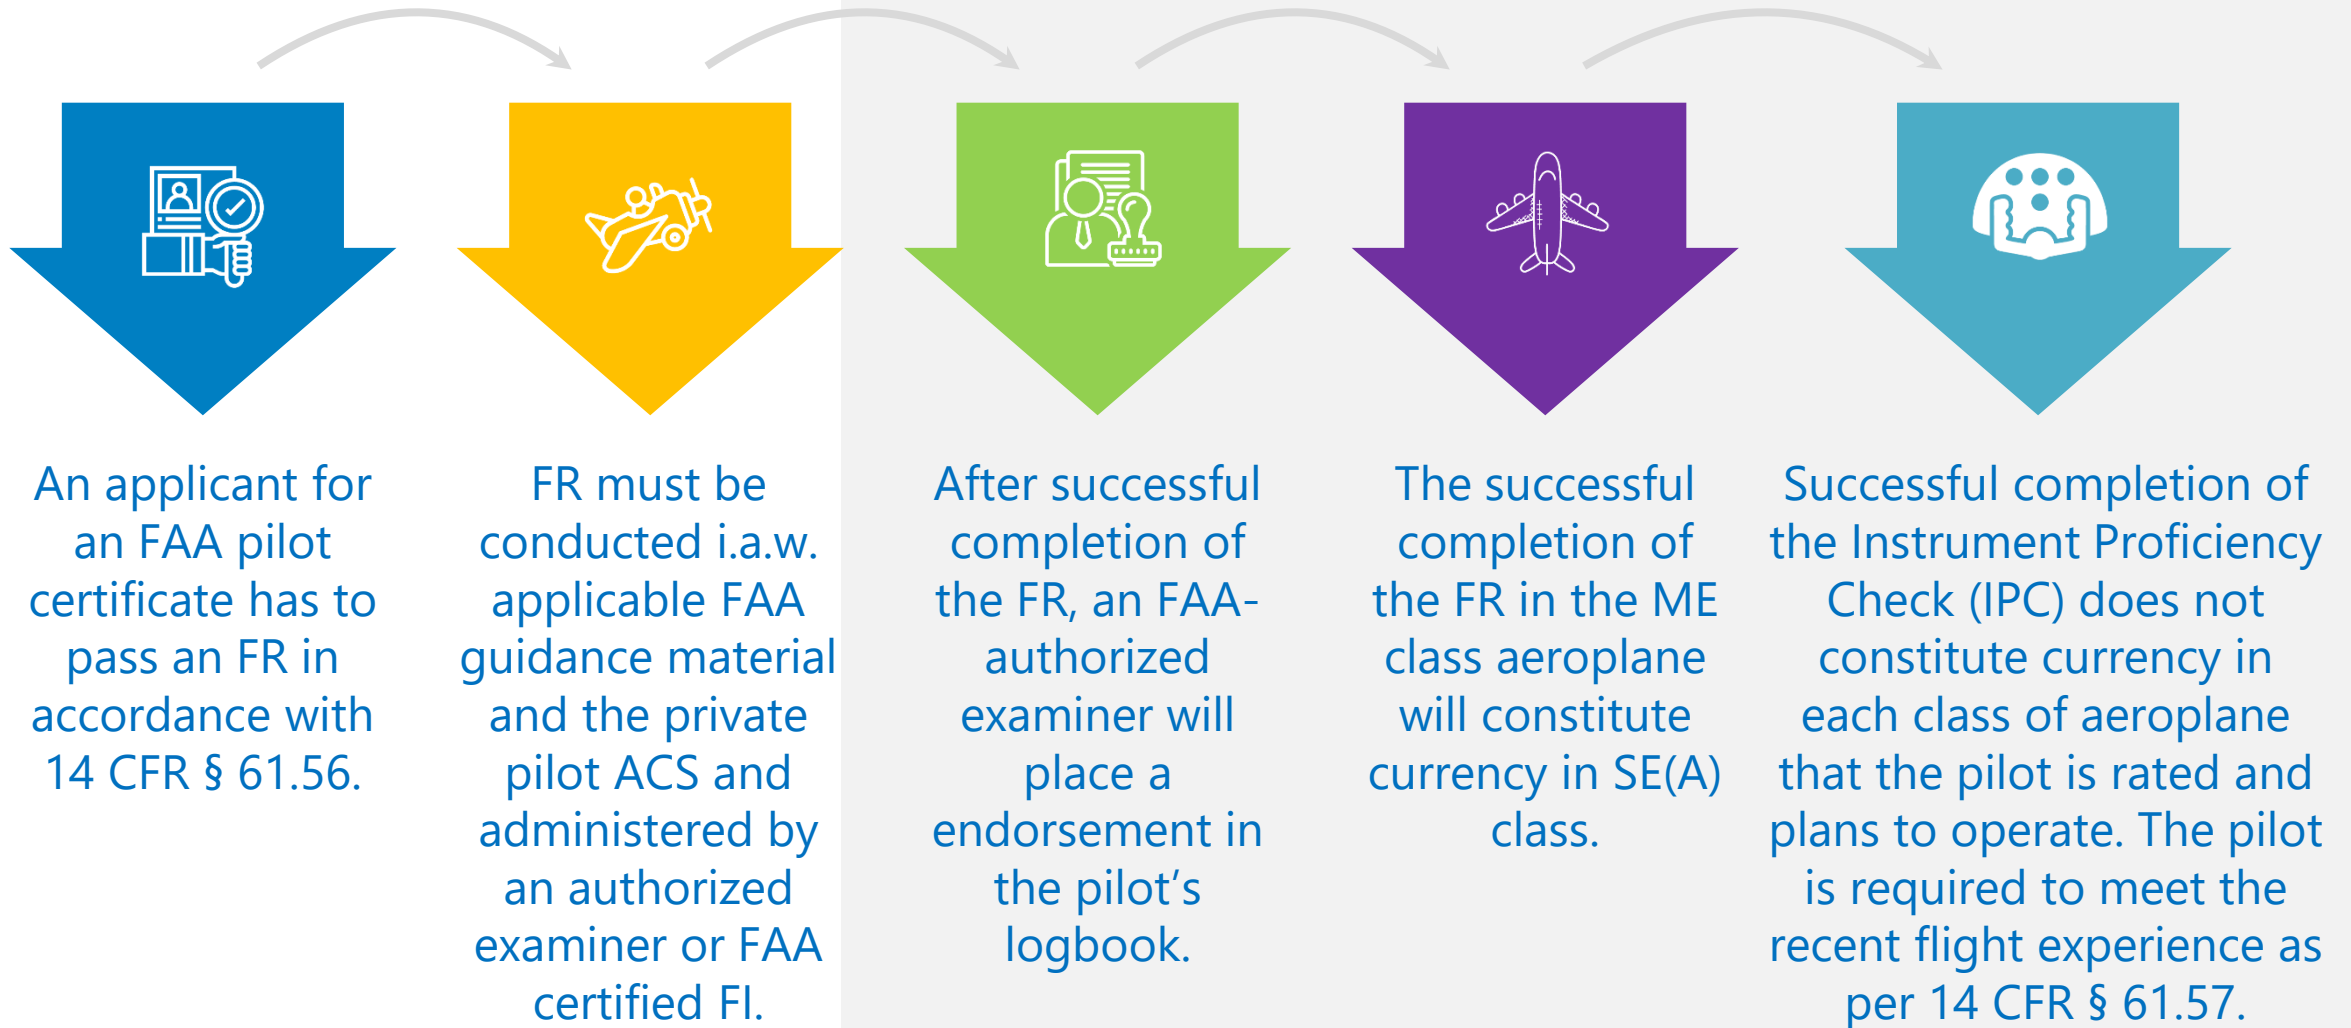 An applicant for
an FAA pilot
certificate has to
pass an FR in
accordance with
14 CFR § 61.56.
FR must be
conducted i.a.w.
applicable FAA
guidance material
and the private
pilot ACS and
administered by
an authorized
examiner or FAA
certified FI.
After successful
completion of
the FR, an FAA-
authorized
examiner will
place a
endorsement in
the pilot’s
logbook.
The successful
completion of
the FR in the ME
class aeroplane
will constitute
currency in SE(A)
class.
Successful completion of
the Instrument Proficiency
Check (IPC) does not
constitute currency in
each class of aeroplane
that the pilot is rated and
plans to operate. The pilot
is required to meet the
recent flight experience as
per 14 CFR § 61.57.